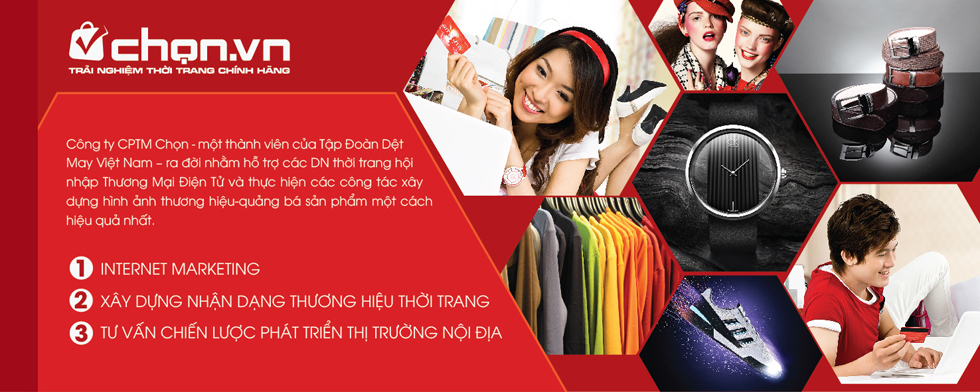 chọn.vn
TRẢI NGHIỆM THỜI TRANG CHÍNH HÃNG
Công ty CPTM Chọn - một thành viên của Tập Đoàn Dệt
May Việt Nam – ra đời nhằm hỗ trợ các DN thời trang hội
nhập Thương Mại Điện Tử và thực hiện các công tác xây
dựng hình ảnh thương hiệu-quảng bá sản phẩm một cách
hiệu quả nhất.
1 INTERNET MARKETING
2 XÂY DỰNG NHẬN DẠNG THƯƠNG HIỆU THỜI TRANG
3 TƯ VẤN CHIẾN LƯỢC PHÁT TRIỂN THỊ TRƯỜNG NỘI ĐỊA